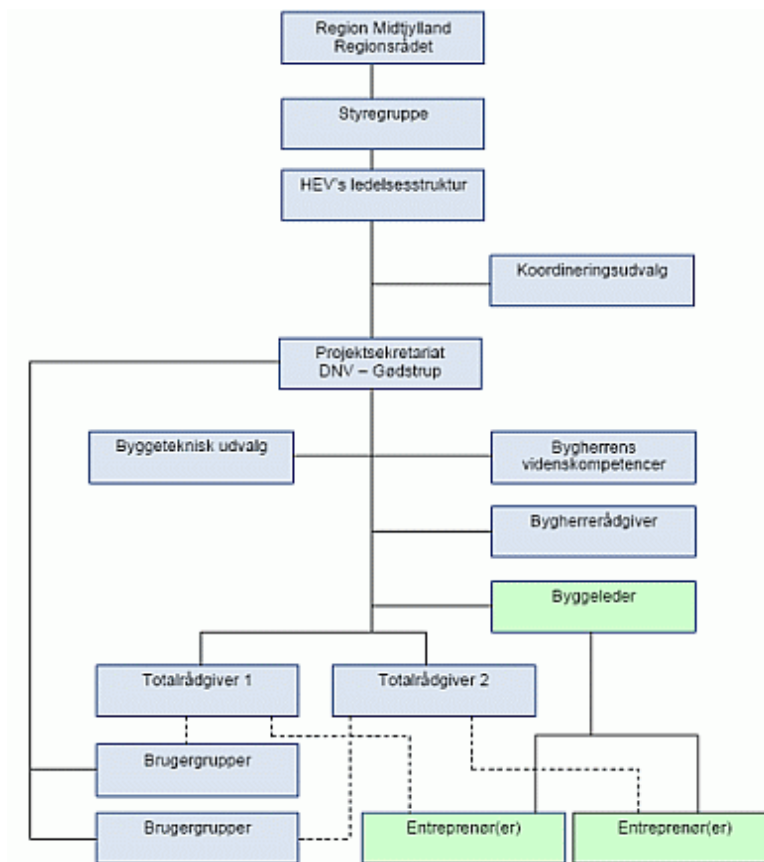 Region Midtjylland
Regionsrådet
Styregruppe
HEV's ledelsesstruktur
Koordineringsudvalg
Projektsekretariat
DNV – Gødstrup
Byggeteknisk udvalg
Bygherrens
videnskompetencer
Bygherrerådgiver
Byggeleder
Totalrådgiver 1
Totalrådgiver 2
Brugergrupper
Brugergrupper
Entreprenør(er)
Entreprenør(er)